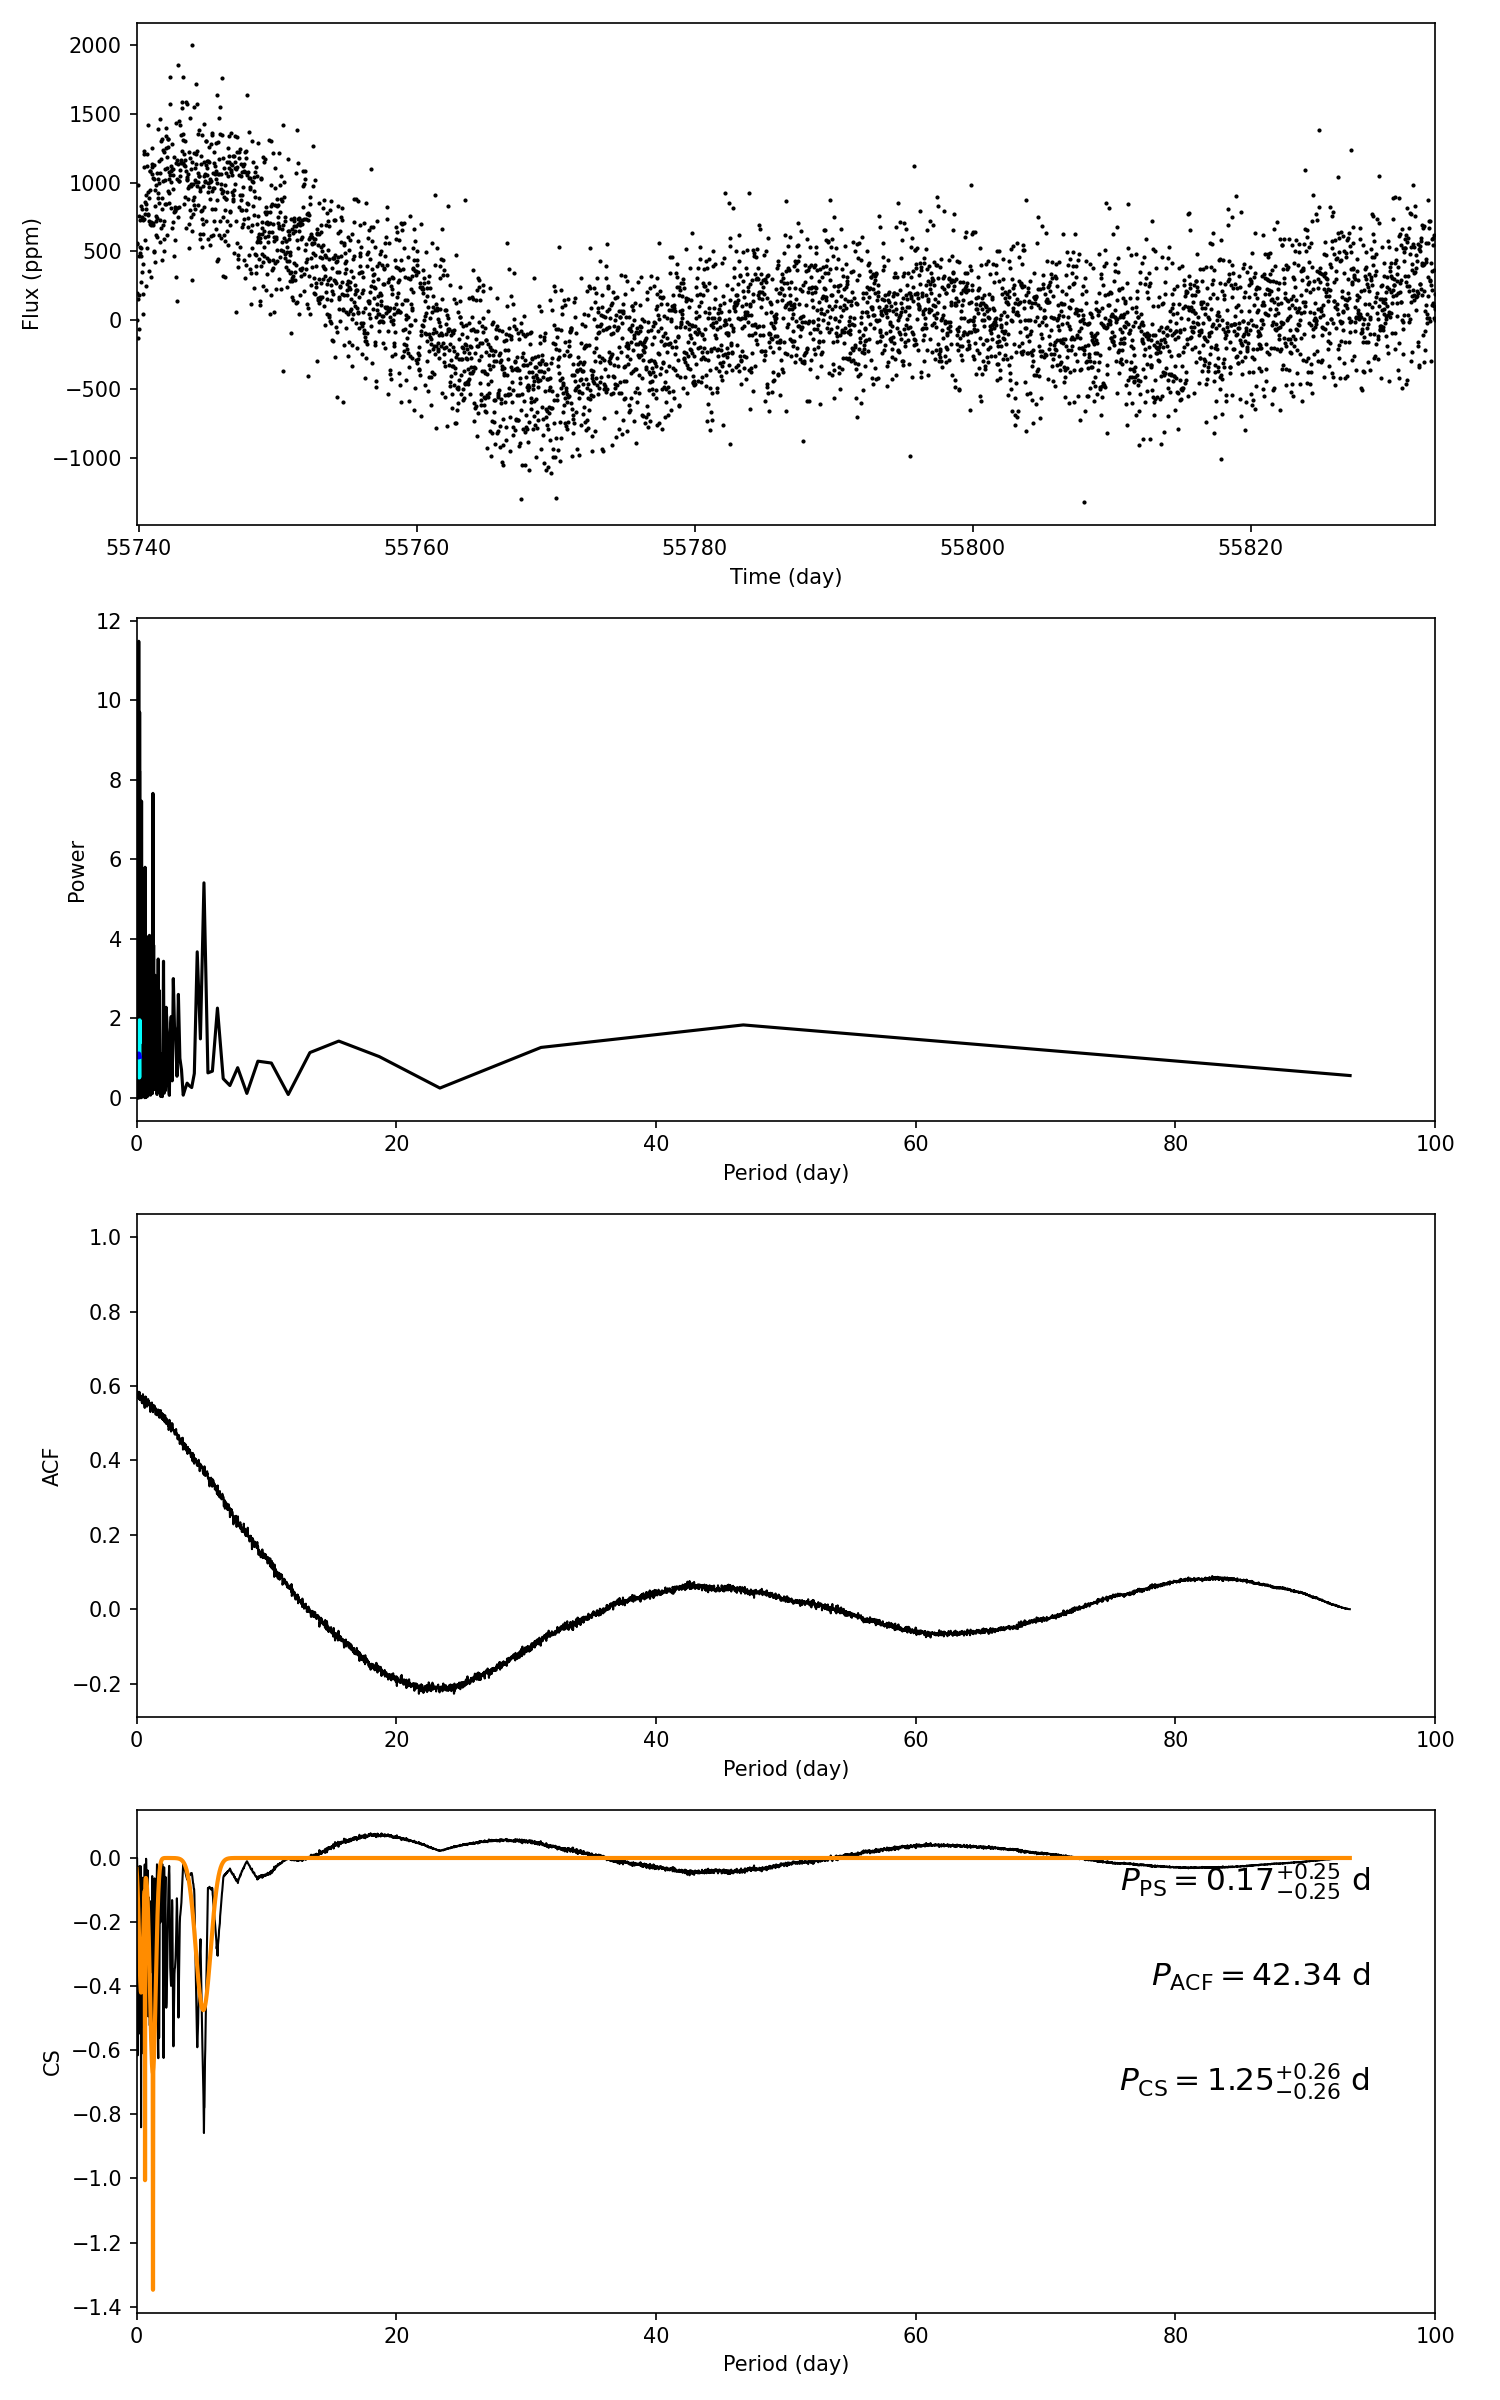 2000
1500
1000
500
0
−500
−1000
Flux (ppm)
55740 55760 55780 55800 55820
Time (day)
12
10
8
6
4
2
0
Power
0 20 40 60 80 100
Period (day)
1.0
0.8
0.6
0.4
0.2
0.0
−0.2
ACF
0 20 40 60 80 100
Period (day)
0.0
−0.2
−0.4
−0.6
−0.8
−1.0
−1.2
−1.4
CS
P_PS = 0.17 +0.25 −0.25 d
P_ACF = 42.34 d
P_CS = 1.25 +0.26 −0.26 d
0 20 40 60 80 100
Period (day)